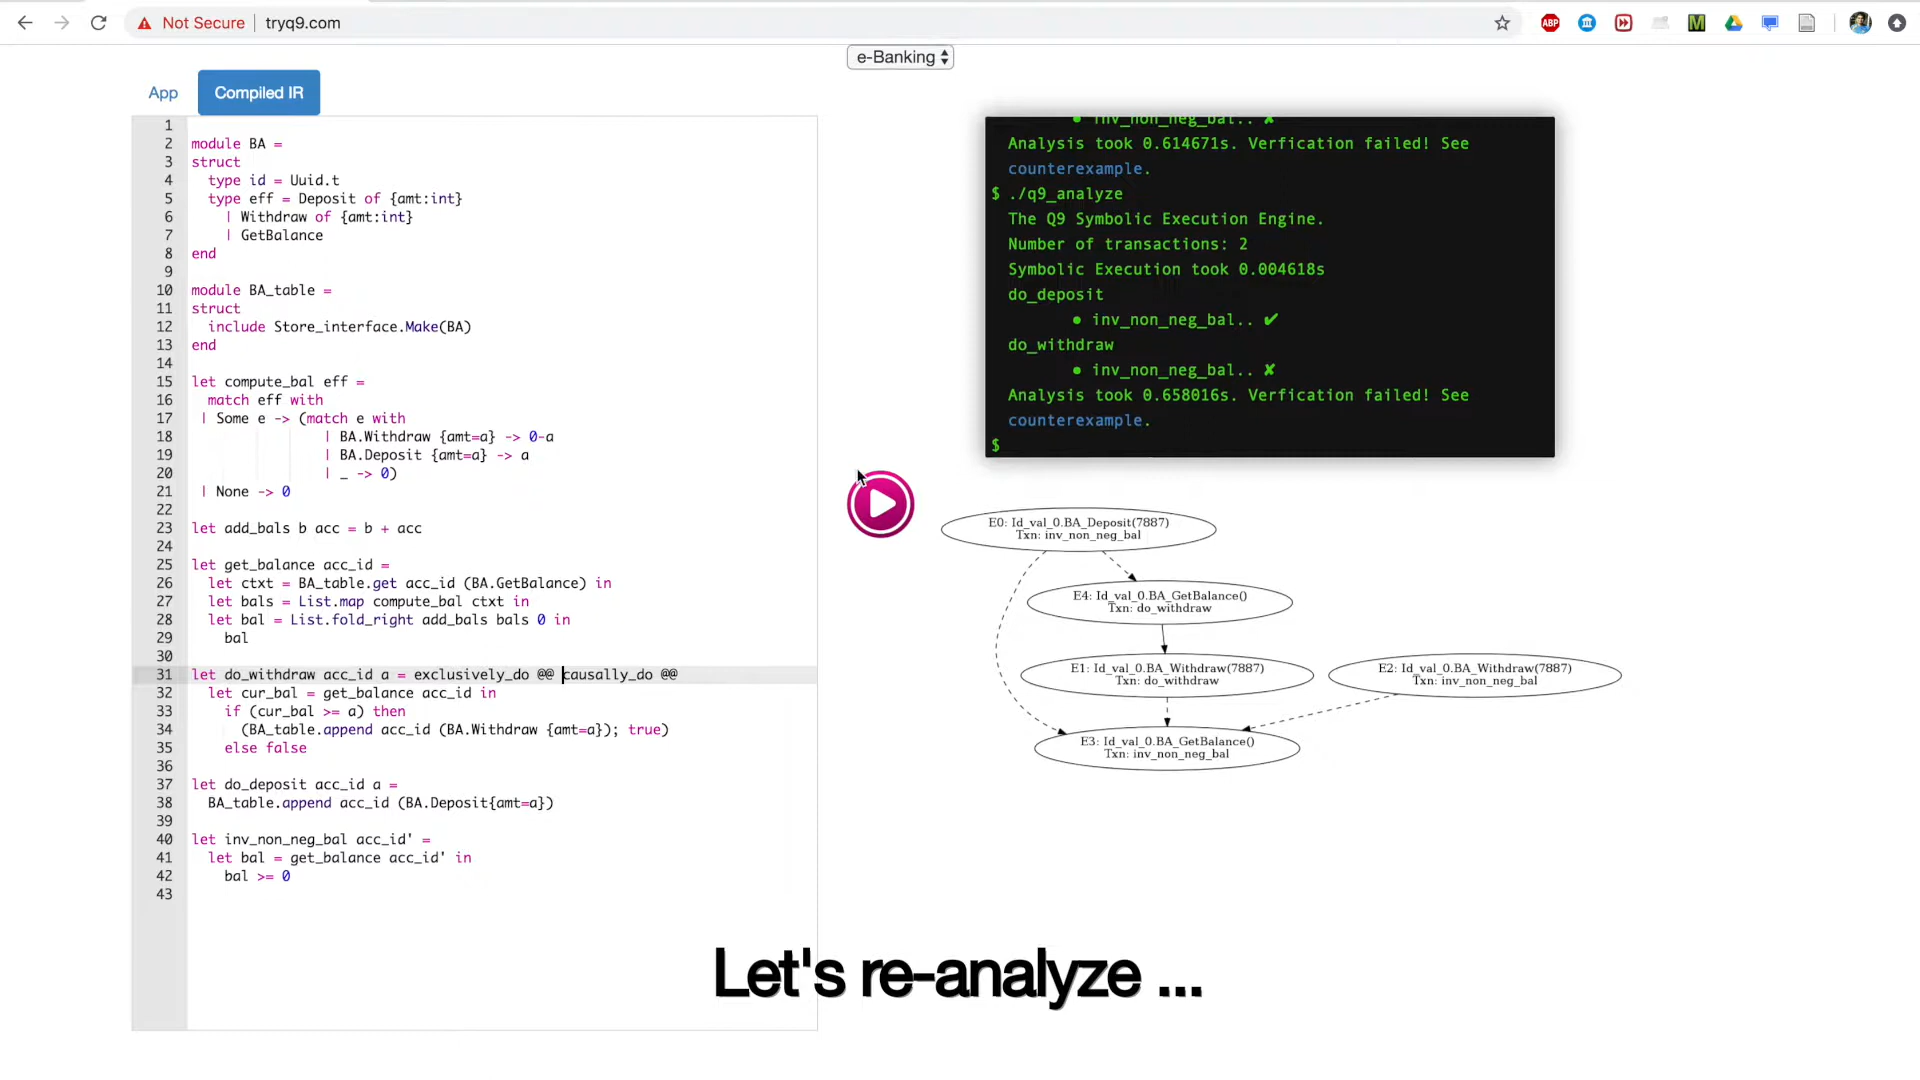 Not Secure
tryq9.com
ABP
M
e-Banking
App
Compiled IR
1
2 module BA =
3 struct
4 type id = Uuid.t
5 type eff = Deposit of {amt:int}
6 | Withdraw of {amt:int}
7 | GetBalance
8 end
9
10 module BA_table =
11 struct
12 include Store_interface.Make(BA)
13 end
14
15 let compute_bal eff =
16 match eff with
17 | Some e -> (match e with
18 | BA.Withdraw {amt=a} -> 0-a
19 | BA.Deposit {amt=a} -> a
20 | _ -> 0)
21 | None -> 0
22
23 let add_bals b acc = b + acc
24
25 let get_balance acc_id =
26 let ctxt = BA_table.get acc_id (BA.GetBalance) in
27 let bals = List.map compute_bal ctxt in
28 let bal = List.fold_right add_bals bals 0 in
29 bal
30
31 let do_withdraw acc_id a = exclusively_do @@ causally_do @@
32 let cur_bal = get_balance acc_id in
33 if (cur_bal >= a) then
34 (BA_table.append acc_id (BA.Withdraw {amt=a}); true)
35 else false
36
37 let do_deposit acc_id a =
38 BA_table.append acc_id (BA.Deposit{amt=a})
39
40 let inv_non_neg_bal acc_id' =
41 let bal = get_balance acc_id' in
42 bal >= 0
43
• inv_non_neg_bal.. ✘
Analysis took 0.614671s. Verfication failed! See
counterexample.
$ ./q9_analyze
The Q9 Symbolic Execution Engine.
Number of transactions: 2
Symbolic Execution took 0.004618s
do_deposit
• inv_non_neg_bal.. ✔
do_withdraw
• inv_non_neg_bal.. ✘
Analysis took 0.658016s. Verfication failed! See
counterexample.
$
E0: Id_val_0.BA_Deposit(7887)
Txn: inv_non_neg_bal
E4: Id_val_0.BA_GetBalance()
Txn: do_withdraw
E1: Id_val_0.BA_Withdraw(7887)
Txn: do_withdraw
E2: Id_val_0.BA_Withdraw(7887)
Txn: inv_non_neg_bal
E3: Id_val_0.BA_GetBalance()
Txn: inv_non_neg_bal
Let's re-analyze ...